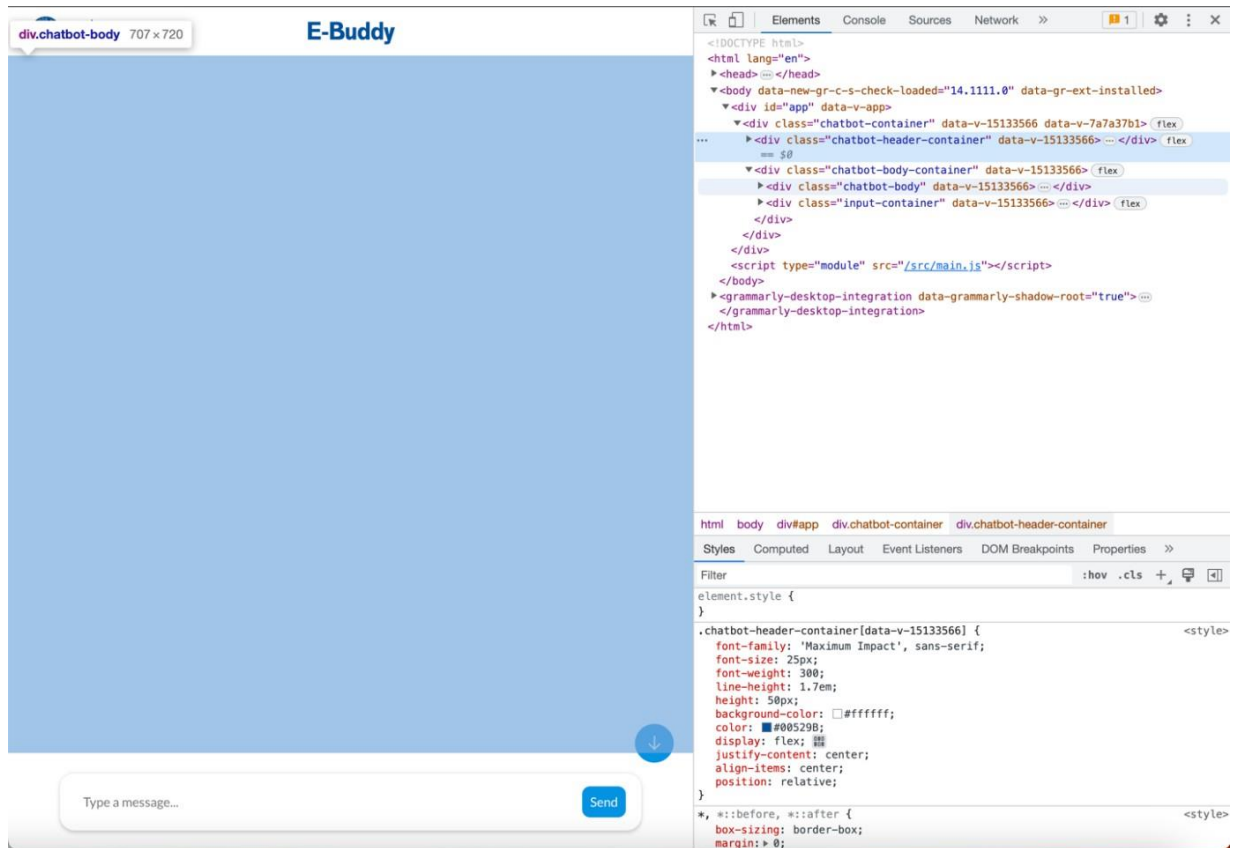 div.chatbot-body 707 × 720
E-Buddy
Type a message...
Send
Elements Console Sources Network » 1
<!DOCTYPE html>
<html lang="en">
▶<head>…</head>
▼<body data-new-gr-c-s-check-loaded="14.1111.0" data-gr-ext-installed>
▼<div id="app" data-v-app>
▼<div class="chatbot-container" data-v-15133566 data-v-7a7a37b1> flex
… ▶<div class="chatbot-header-container" data-v-15133566>…</div> flex
== $0
▼<div class="chatbot-body-container" data-v-15133566> flex
▶<div class="chatbot-body" data-v-15133566>…</div>
▶<div class="input-container" data-v-15133566>…</div> flex
</div>
</div>
</div>
<script type="module" src="/src/main.js"></script>
</body>
▶<grammarly-desktop-integration data-grammarly-shadow-root="true">…
</grammarly-desktop-integration>
</html>
html body div#app div.chatbot-container div.chatbot-header-container
Styles Computed Layout Event Listeners DOM Breakpoints Properties »
Filter :hov .cls +
element.style {
}
.chatbot-header-container[data-v-15133566] { <style>
font-family: 'Maximum Impact', sans-serif;
font-size: 25px;
font-weight: 300;
line-height: 1.7em;
height: 50px;
background-color: #ffffff;
color: #00529B;
display: flex;
justify-content: center;
align-items: center;
position: relative;
}
*, *::before, *::after { <style>
box-sizing: border-box;
margin: ▶ 0;